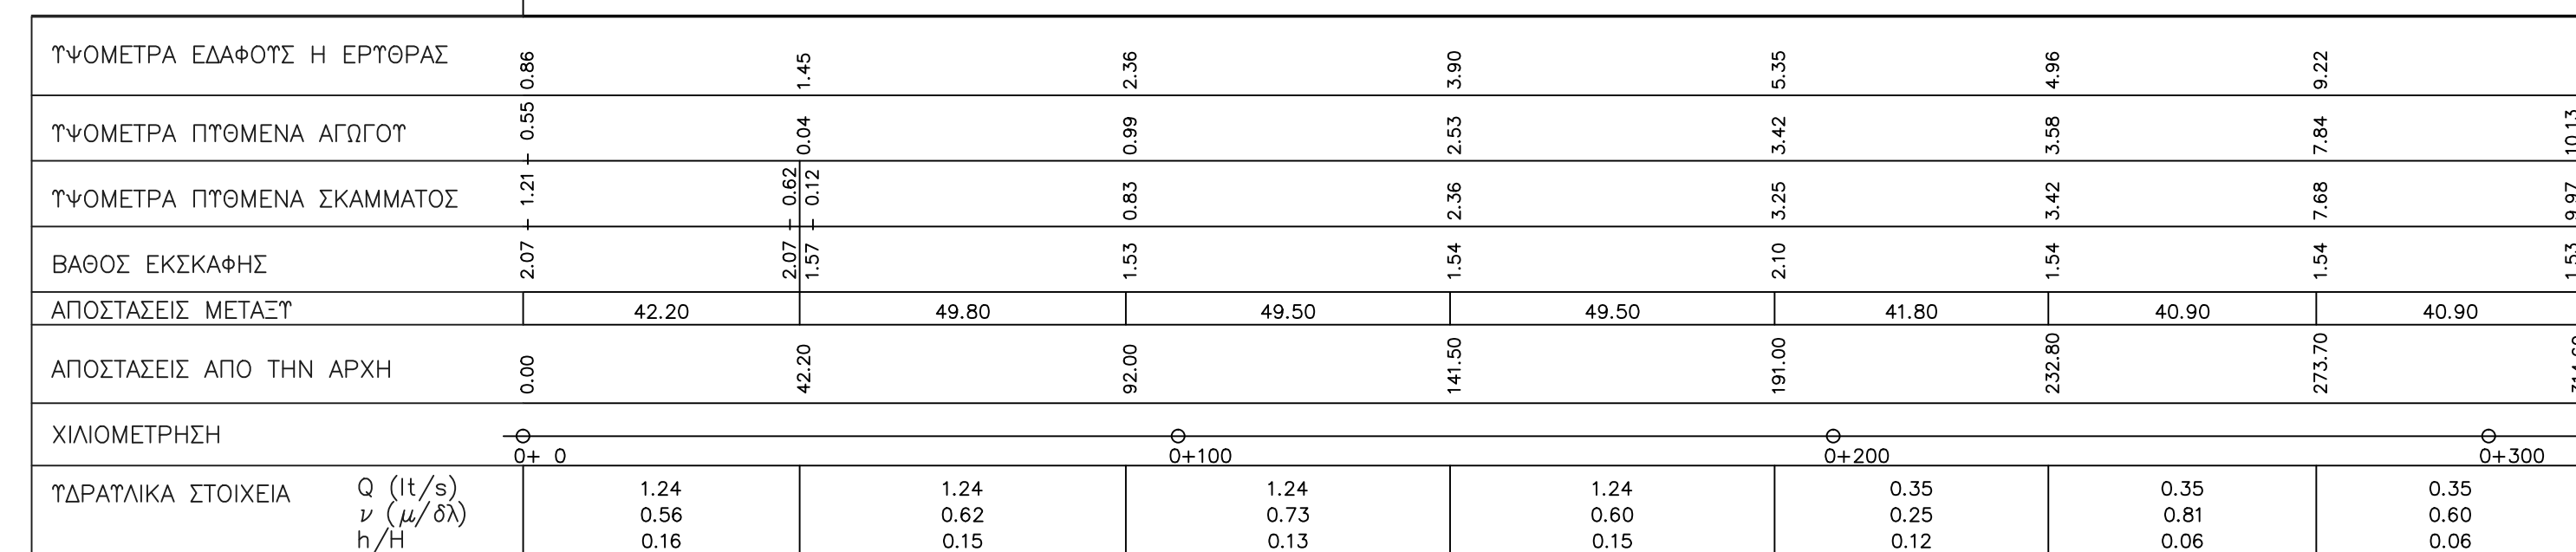 ΥΨΟΜΕΤΡΑ ΕΔΑΦΟΥΣ Η ΕΡΥΘΡΑΣ 0.86 1.45 2.36 3.90 5.35 4.96 9.22
ΥΨΟΜΕΤΡΑ ΠΥΘΜΕΝΑ ΑΓΩΓΟΥ - 0.55 0.04 0.99 2.53 3.42 3.58 7.84 10.13
ΥΨΟΜΕΤΡΑ ΠΥΘΜΕΝΑ ΣΚΑΜΜΑΤΟΣ - 1.21 - 0.62 - 0.12 0.83 2.36 3.25 3.42 7.68 9.97
ΒΑΘΟΣ ΕΚΣΚΑΦΗΣ 2.07 2.07 1.57 1.53 1.54 2.10 1.54 1.54 1.53
ΑΠΟΣΤΑΣΕΙΣ ΜΕΤΑΞΥ 42.20 49.80 49.50 49.50 41.80 40.90 40.90
ΑΠΟΣΤΑΣΕΙΣ ΑΠΟ ΤΗΝ ΑΡΧΗ 0.00 42.20 92.00 141.50 191.00 232.80 273.70
ΧΙΛΙΟΜΕΤΡΗΣΗ
0+ 0 0+100 0+200 0+300
ΥΔΡΑΥΛΙΚΑ ΣΤΟΙΧΕΙΑ Q (lt/s) 1.24 1.24 1.24 1.24 0.35 0.35 0.35
ν (μ/δλ) 0.56 0.62 0.73 0.60 0.25 0.81 0.60
h/H 0.16 0.15 0.13 0.15 0.12 0.06 0.06